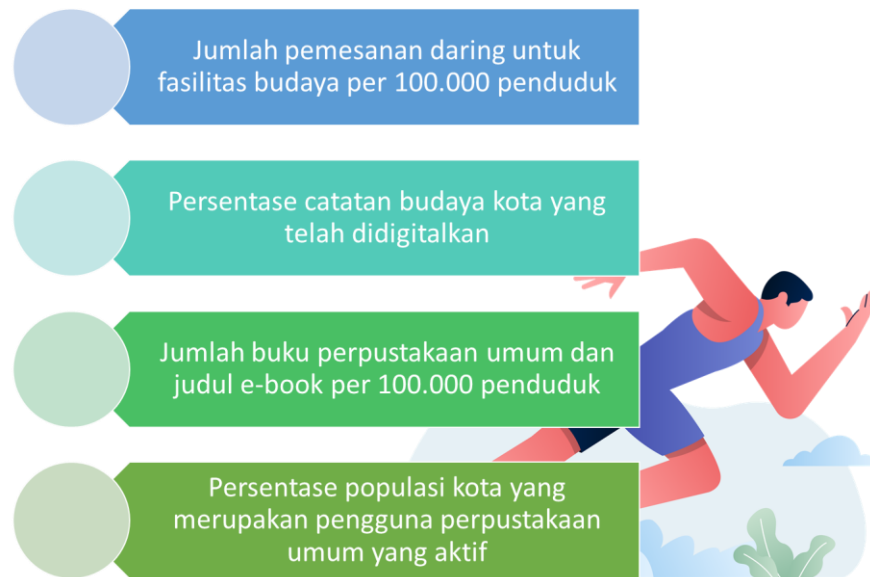 Jumlah pemesanan daring untuk
fasilitas budaya per 100.000 penduduk
Persentase catatan budaya kota yang
telah didigitalkan
Jumlah buku perpustakaan umum dan
judul e-book per 100.000 penduduk
Persentase populasi kota yang
merupakan pengguna perpustakaan
umum yang aktif